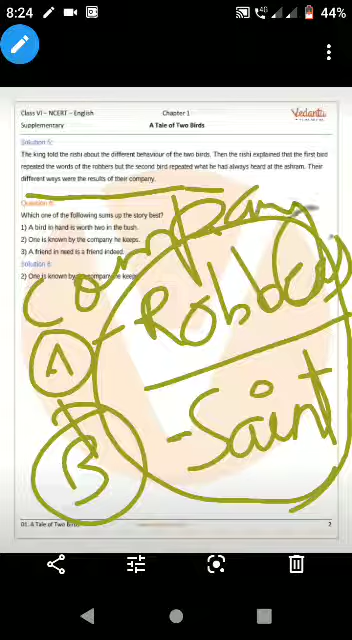 8:24
4G
44%
Class VI – NCERT – English
Chapter 1
Vedantu
Supplementary
A Tale of Two Birds
Solution 5:
The king told the rishi about the different behaviour of the two birds. Then the rishi explained that the first bird
repeated the words of the robbers but the second bird repeated what he had always heard at the ashram. Their
different ways were the results of their company.
Question 6:
Which one of the following sums up the story best?
1) A bird in hand is worth two in the bush.
2) One is known by the company he keeps.
3) A friend in need is a friend indeed.
Solution 6:
2) One is known by the company he keeps
Company
A - Robbery
B - Saint
01. A Tale of Two Birds
2